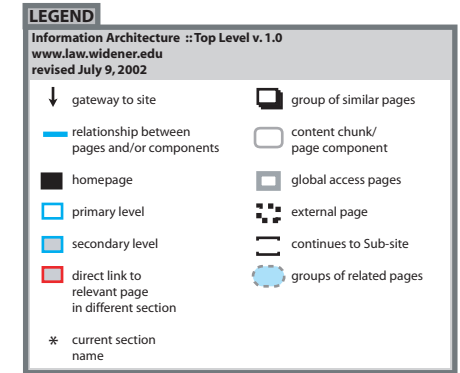 LEGEND
Information Architecture :: Top Level v. 1.0
www.law.widener.edu
revised July 9, 2002
gateway to site
relationship between
pages and/or components
homepage
primary level
secondary level
direct link to
relevant page
in different section
* current section
name
group of similar pages
content chunk/
page component
global access pages
external page
continues to Sub-site
groups of related pages